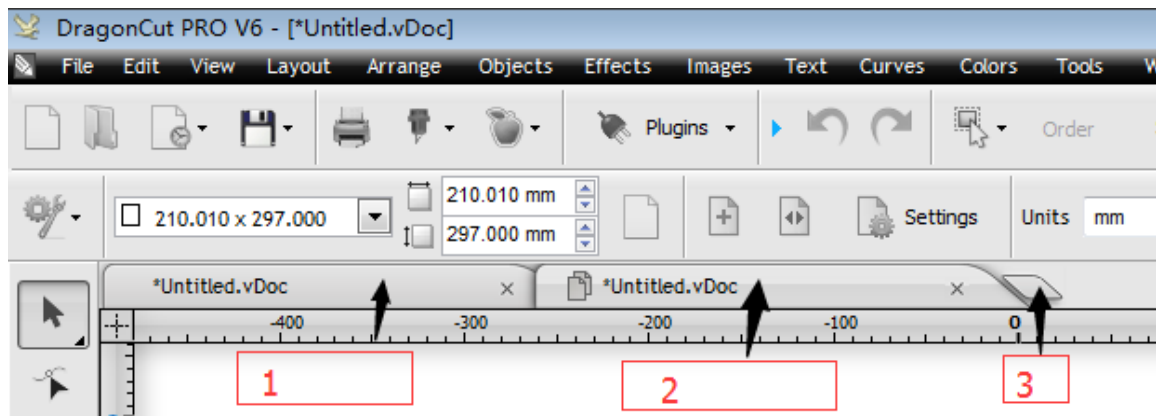 DragonCut PRO V6 - [*Untitled.vDoc]
File Edit View Layout Arrange Objects Effects Images Text Curves Colors Tools
Plugins Order
210.010 x 297.000 210.010 mm
297.000 mm
Settings Units mm
*Untitled.vDoc *Untitled.vDoc
-400 -300 -200 -100 0
1 2 3